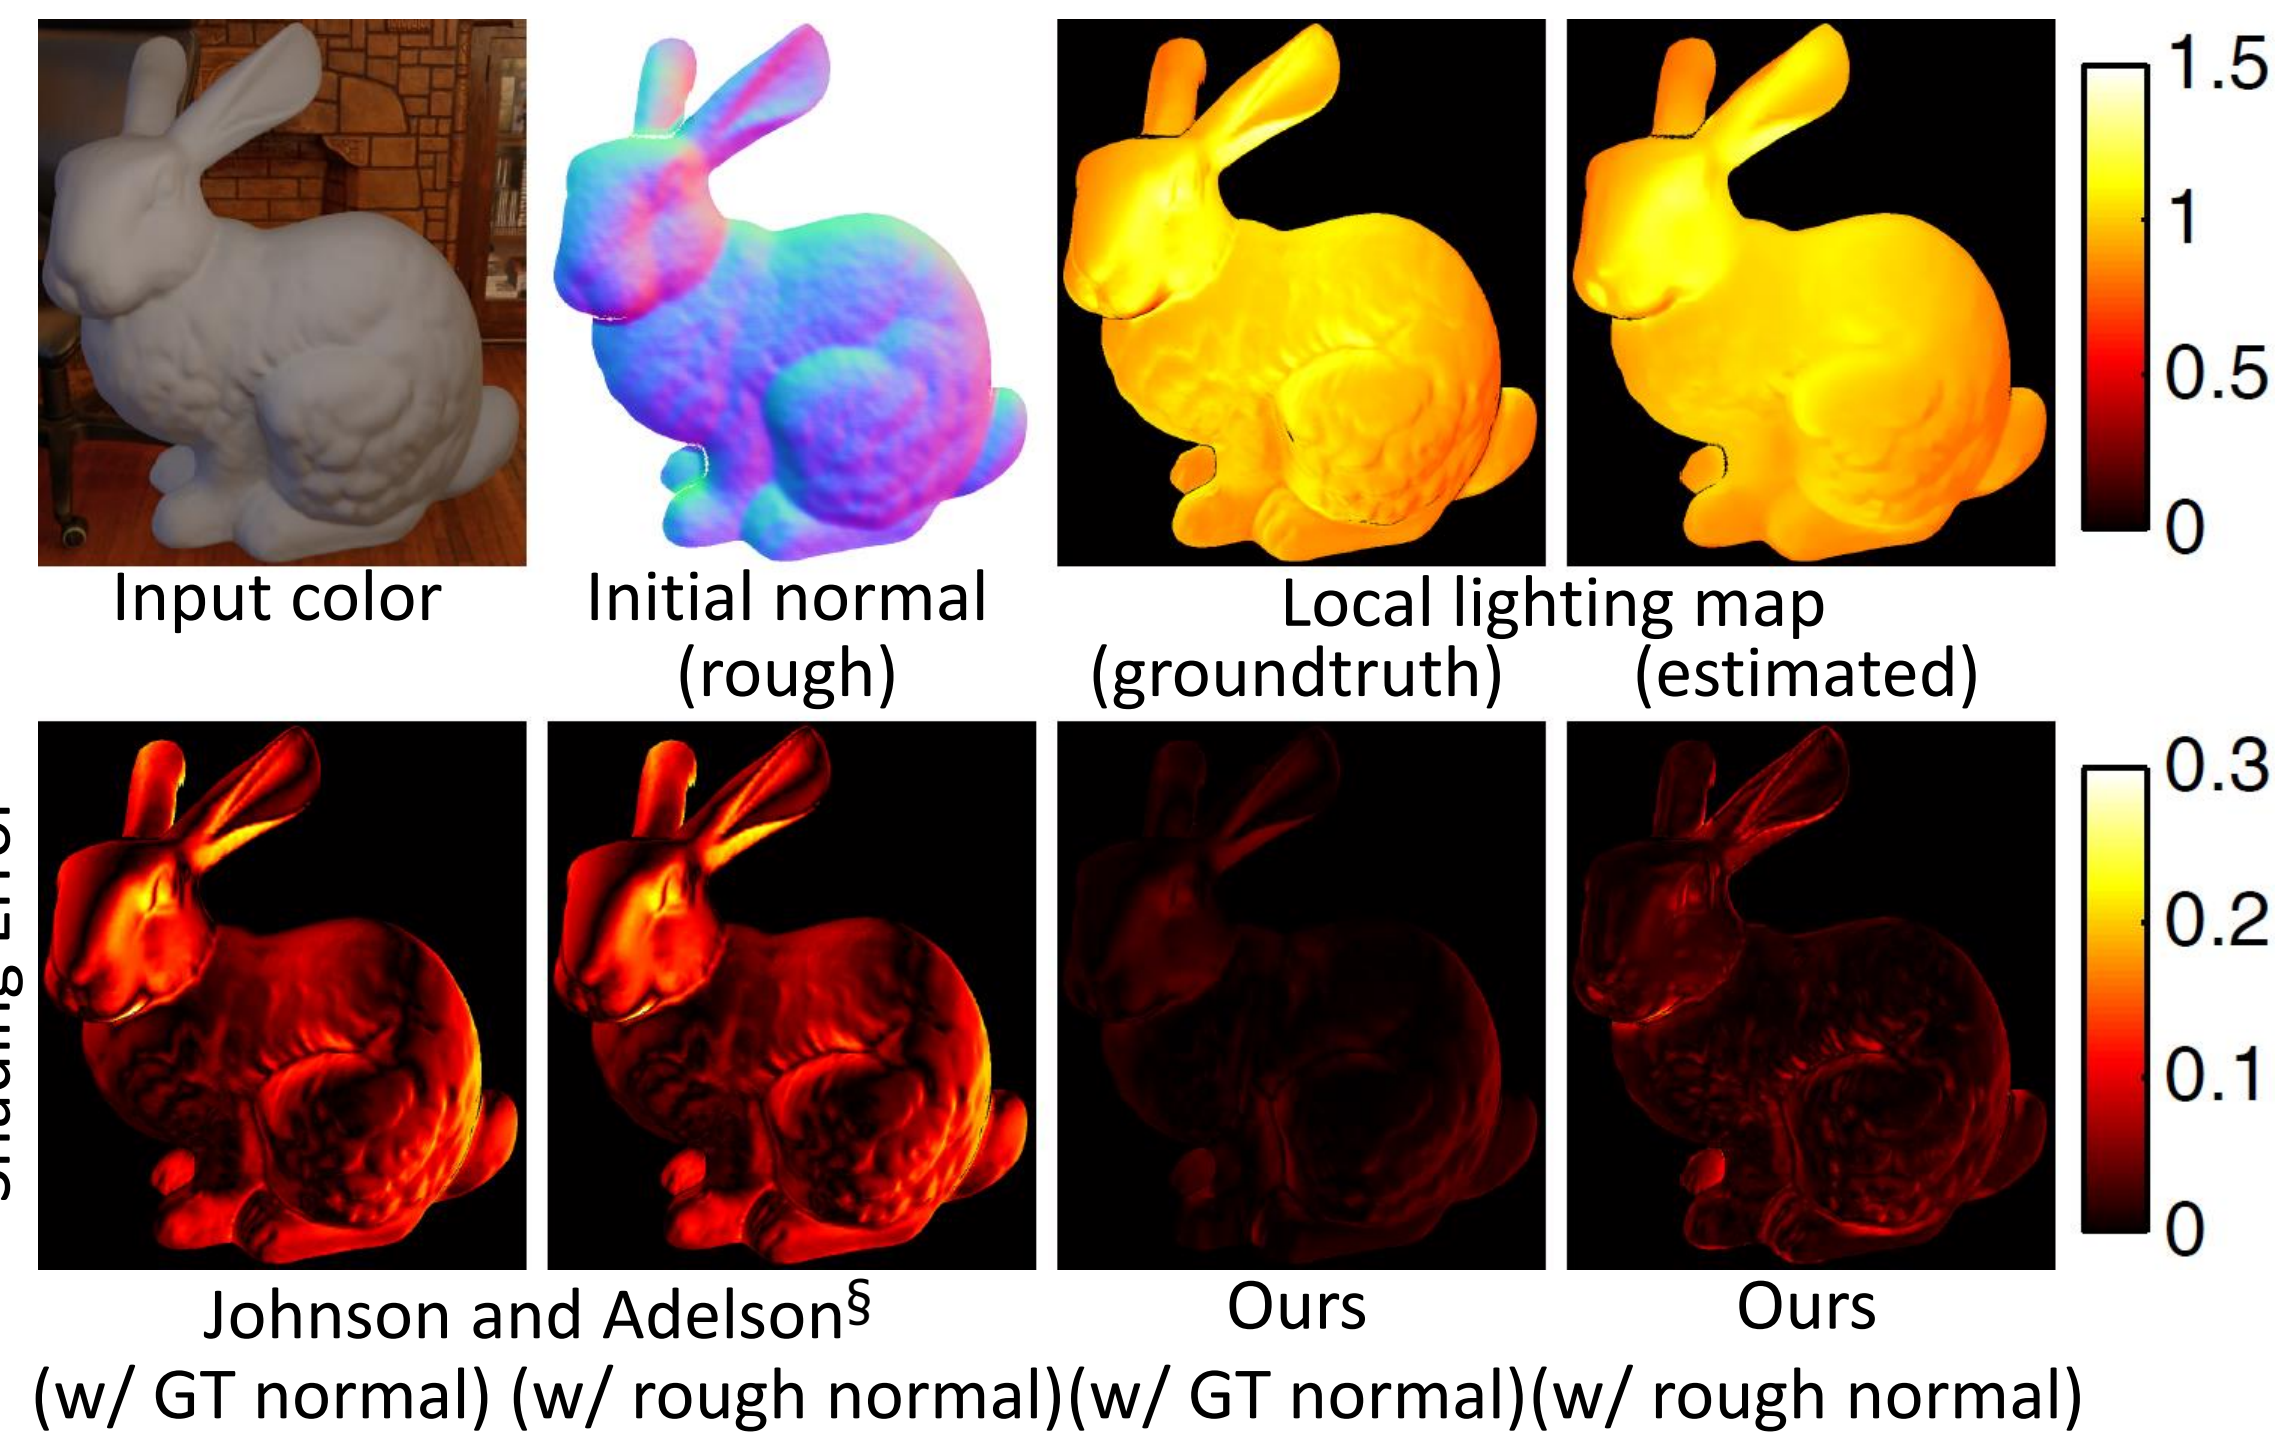 1.5
1
0.5
0
Input color
Initial normal
(rough)
Local lighting map
(groundtruth) (estimated)
0.3
0.2
0.1
0
Johnson and Adelson§
Ours
Ours
(w/ GT normal) (w/ rough normal)(w/ GT normal)(w/ rough normal)